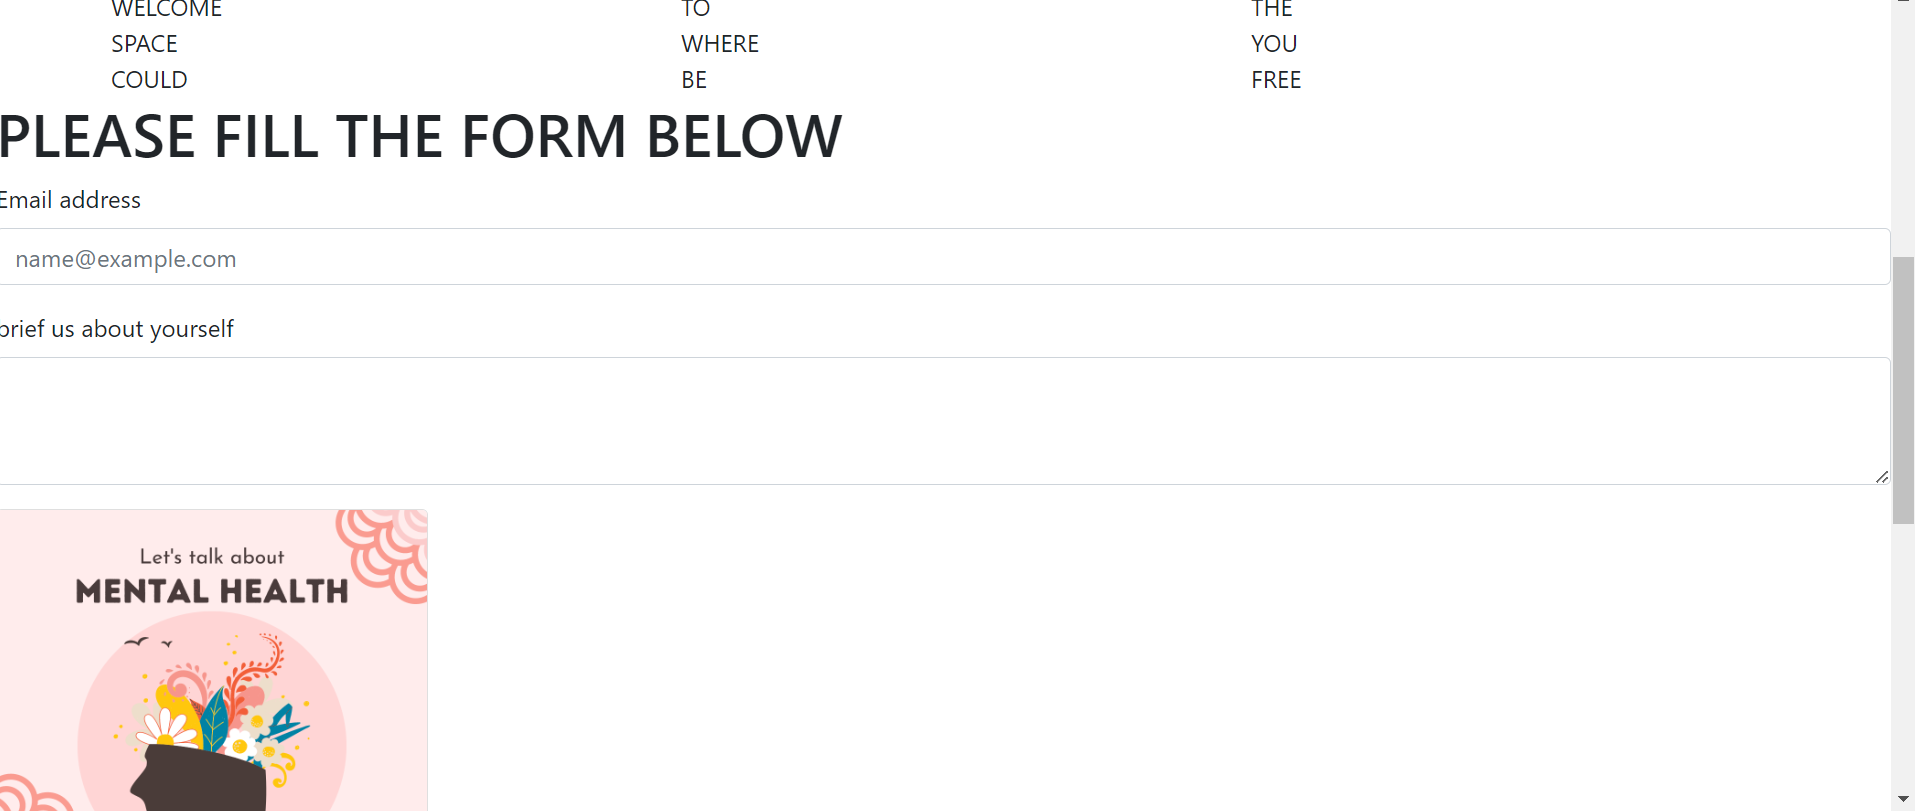 WELCOME TO THE
SPACE WHERE YOU
COULD BE FREE
PLEASE FILL THE FORM BELOW
Email address
name@example.com
brief us about yourself
Let's talk about
MENTAL HEALTH